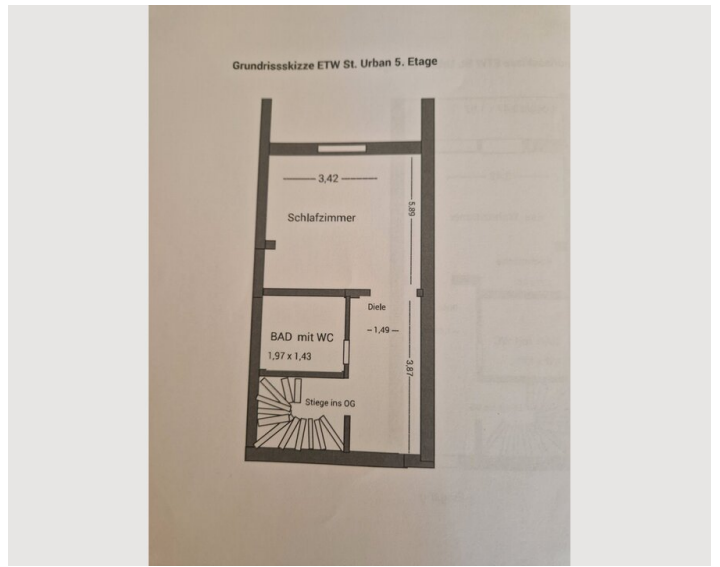 Grundrissskizze ETW St. Urban 5. Etage
3,42
5,89
Schlafzimmer
Diele
1,49
BAD mit WC
1,97 x 1,43
3,87
Stiege ins OG